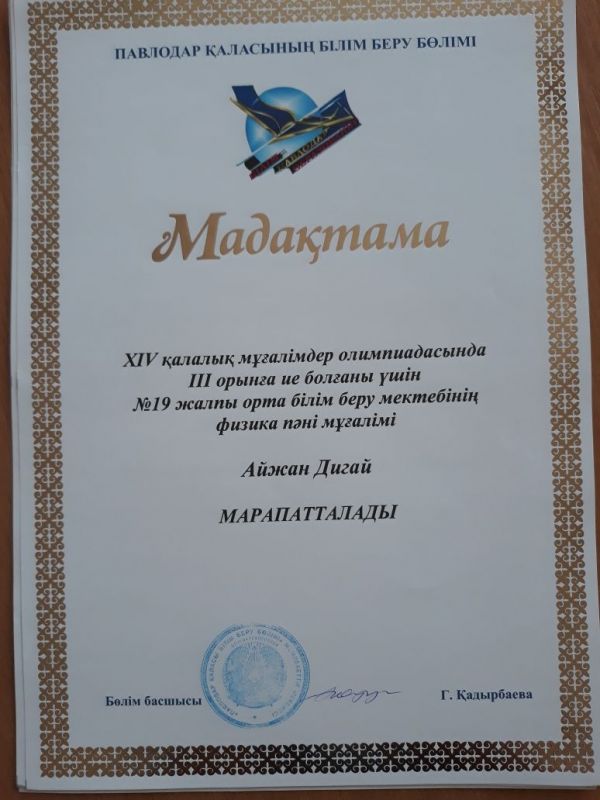 ПАВЛОДАР ҚАЛАСЫНЫҢ БІЛІМ БЕРУ БӨЛІМІ
Мадақтама
XIV қалалық мұғалімдер олимпиадасында
III орынға ие болғаны үшін
№19 жалпы орта білім беру мектебінің
физика пәні мұғалімі
Айжан Дигай
МАРАПАТТАЛАДЫ
Бөлім басшысы
Г. Қадырбаева